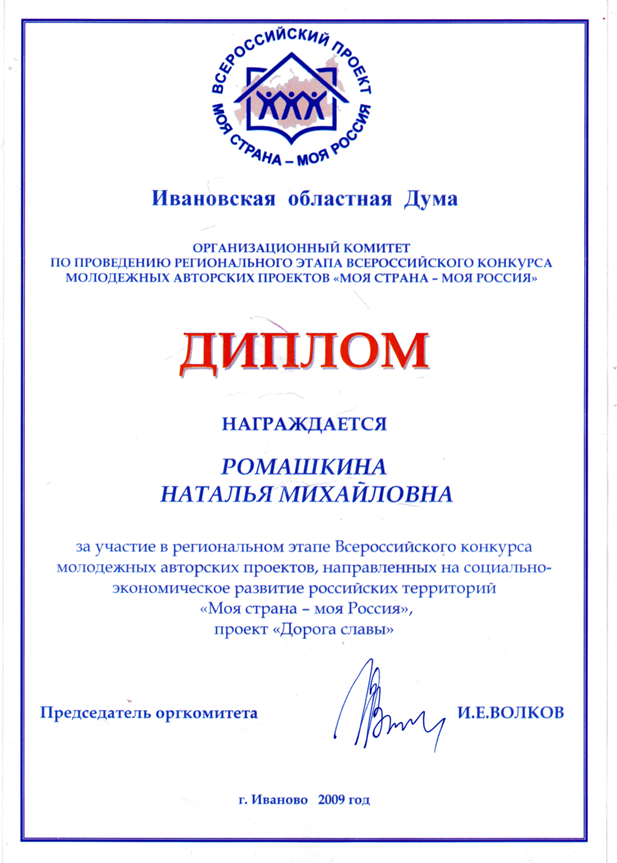 ВСЕРОССИЙСКИЙ ПРОЕКТ
МОЯ СТРАНА – МОЯ РОССИЯ
Ивановская областная Дума
ОРГАНИЗАЦИОННЫЙ КОМИТЕТ
ПО ПРОВЕДЕНИЮ РЕГИОНАЛЬНОГО ЭТАПА ВСЕРОССИЙСКОГО КОНКУРСА
МОЛОДЕЖНЫХ АВТОРСКИХ ПРОЕКТОВ «МОЯ СТРАНА – МОЯ РОССИЯ»
ДИПЛОМ
НАГРАЖДАЕТСЯ
РОМАШКИНА
НАТАЛЬЯ МИХАЙЛОВНА
за участие в региональном этапе Всероссийского конкурса
молодежных авторских проектов, направленных на социально-
экономическое развитие российских территорий
«Моя страна – моя Россия»,
проект «Дорога славы»
Председатель оргкомитета И.Е.ВОЛКОВ
г. Иваново 2009 год